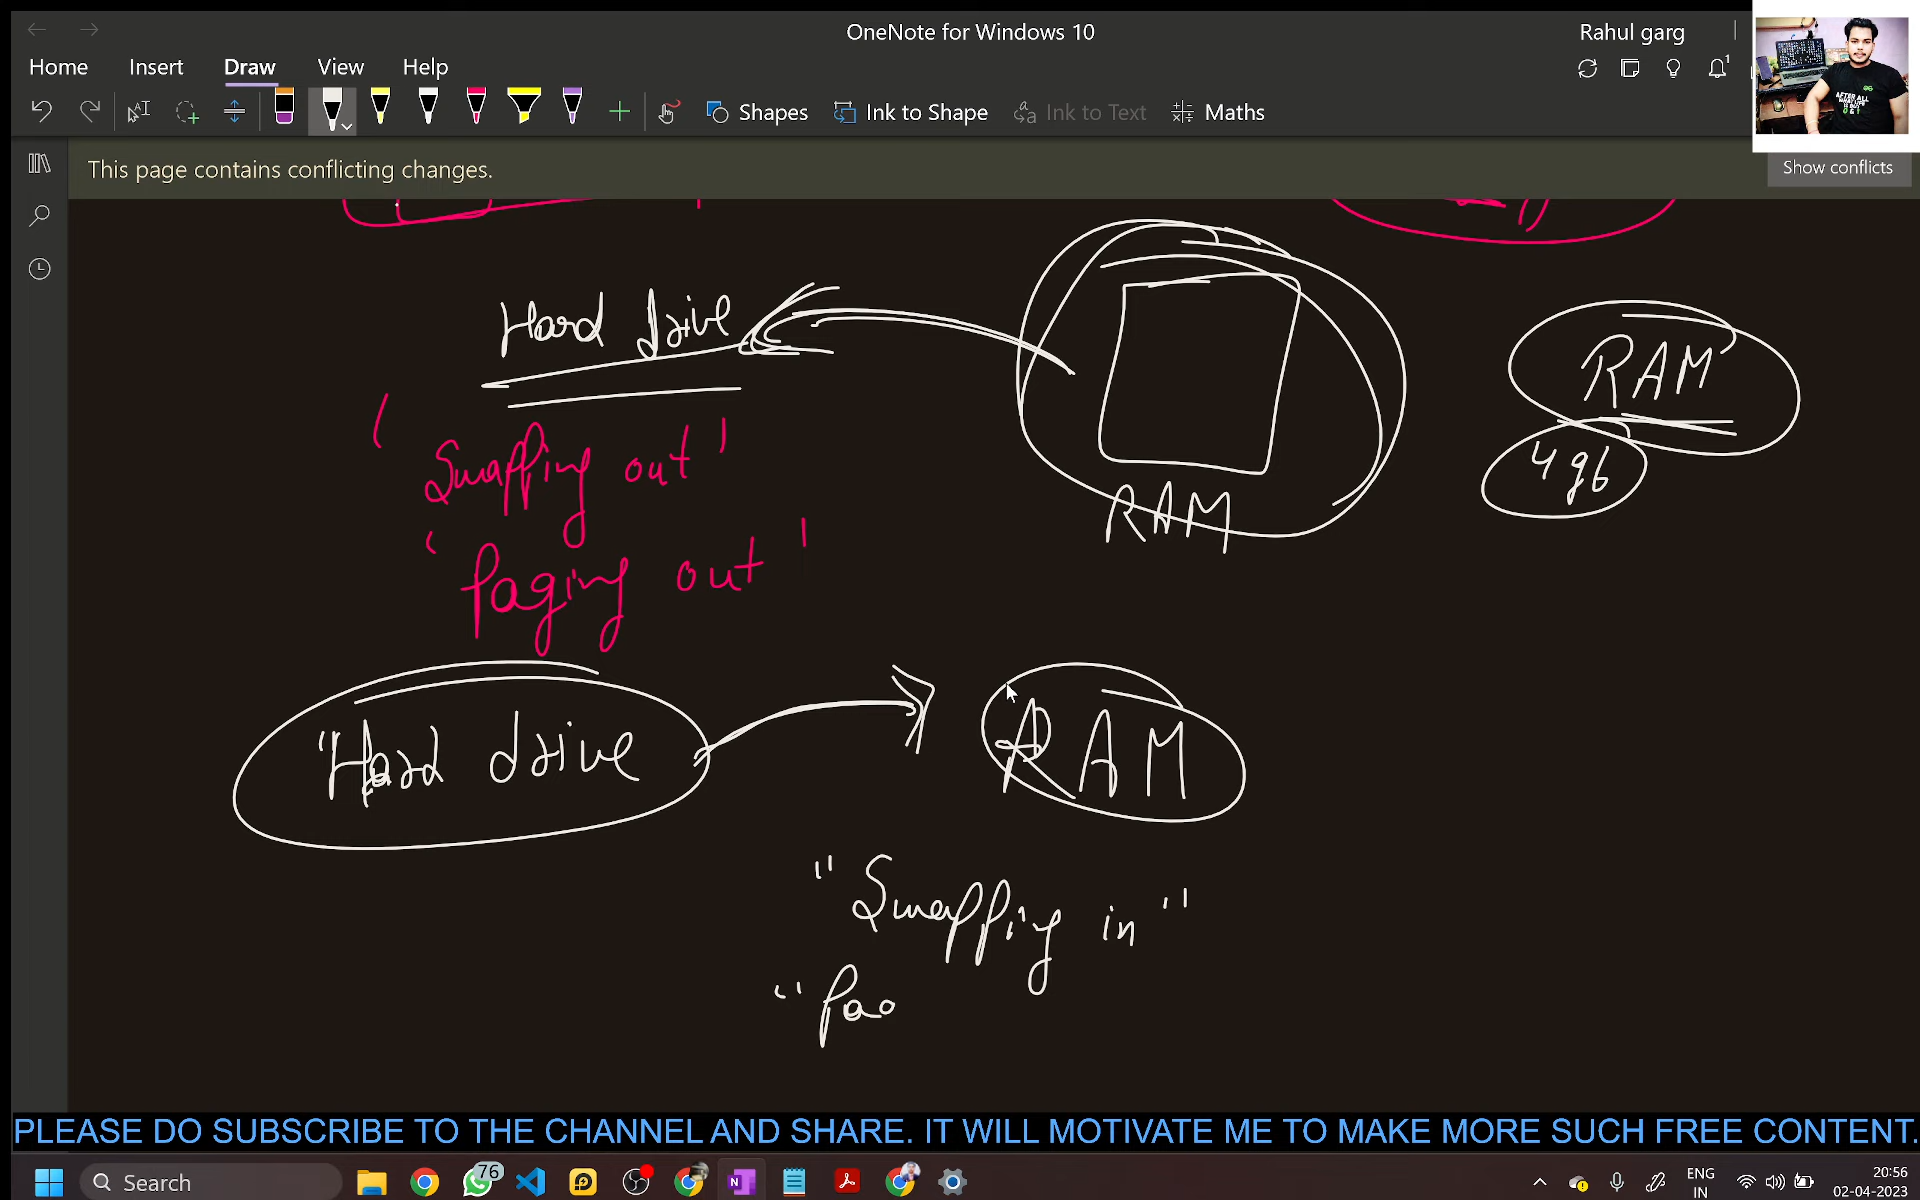 OneNote for Windows 10
Rahul garg
Home Insert Draw View Help
Shapes Ink to Shape Ink to Text Maths
This page contains conflicting changes.
Show conflicts
Hard drive
RAM
4 gb
RAM
'Swapping out'
'Paging out'
"Hard drive
RAM
"Swapping in"
"Pao
PLEASE DO SUBSCRIBE TO THE CHANNEL AND SHARE. IT WILL MOTIVATE ME TO MAKE MORE SUCH FREE CONTENT.
Search
76
ENG
IN
20:56
02-04-2023